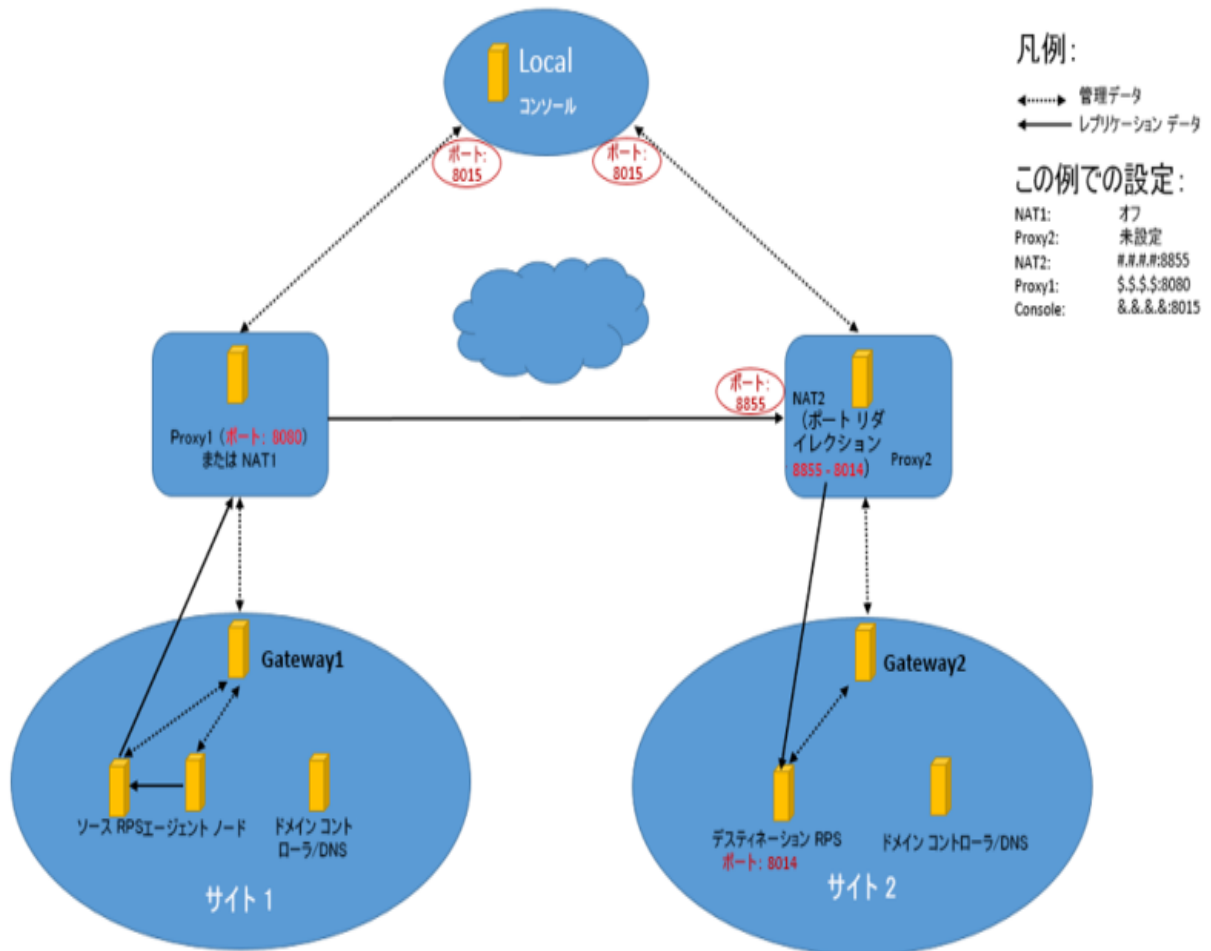 Local
コンソール
ポート:
8015
ポート:
8015
凡例:
管理データ
レプリケーション データ
この例での設定:
NAT1: オフ
Proxy2: 未設定
NAT2: #.#.#.#:8855
Proxy1: $.$.$.$:8080
Console: &.&.&.&:8015
Proxy1 (ポート: 8080)
または NAT1
ポート:
8855
NAT2
(ポート リダ
イレクション
8855 - 8014)
Proxy2
Gateway1
ソース RPS
エージェント ノード
ドメイン コント
ローラ/DNS
サイト 1
Gateway2
デスティネーション RPS
ポート: 8014
ドメイン コントローラ/DNS
サイト 2